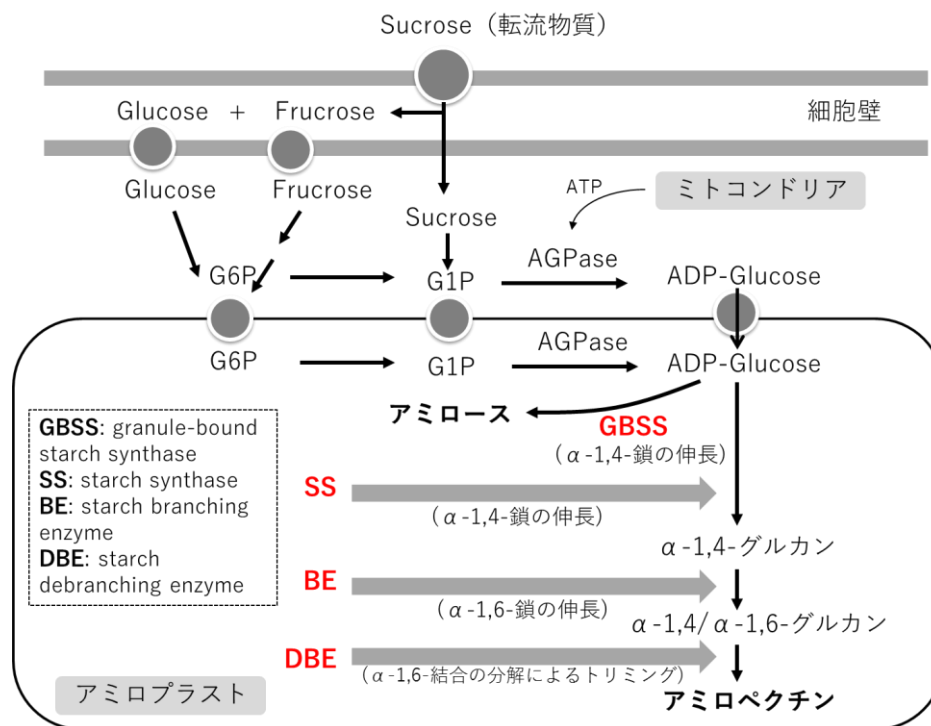 Sucrose（転流物質）
Glucose + Frucrose
細胞壁
Glucose
Frucrose
ATP
ミトコンドリア
Sucrose
AGPase
G6P
G1P
ADP-Glucose
AGPase
G6P
G1P
ADP-Glucose
アミロース
GBSS
（α-1,4-鎖の伸長）
GBSS: granule-bound
starch synthase
SS: starch synthase
BE: starch branching
enzyme
DBE: starch
debranching enzyme
SS
（α-1,4-鎖の伸長）
α-1,4-グルカン
BE
（α-1,6-鎖の伸長）
α-1,4/α-1,6-グルカン
DBE
（α-1,6-結合の分解によるトリミング）
アミロペクチン
アミロプラスト